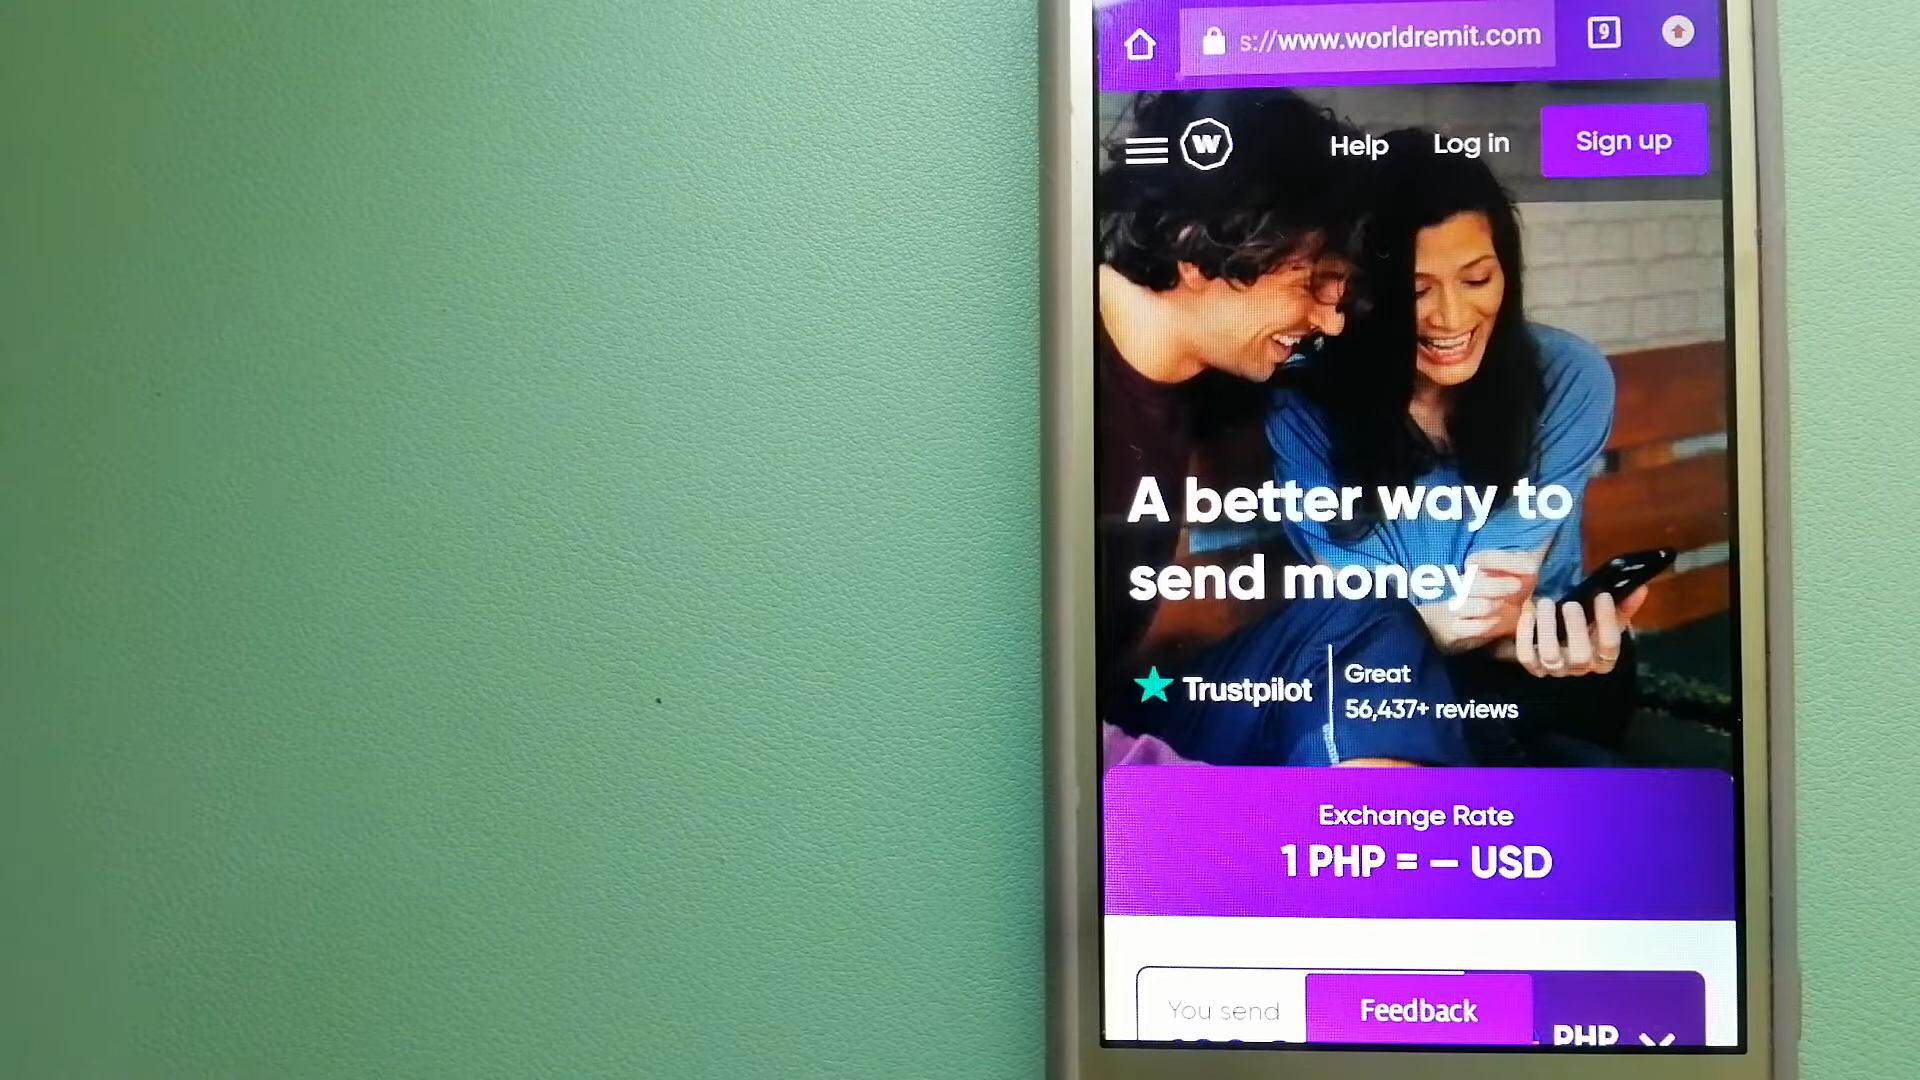 s://www.worldremit.com
9
W
Help
Log in
Sign up
A better way to
send money
Trustpilot
Great
56,437+ reviews
Exchange Rate
1 PHP = – USD
You send
Feedback
PHP